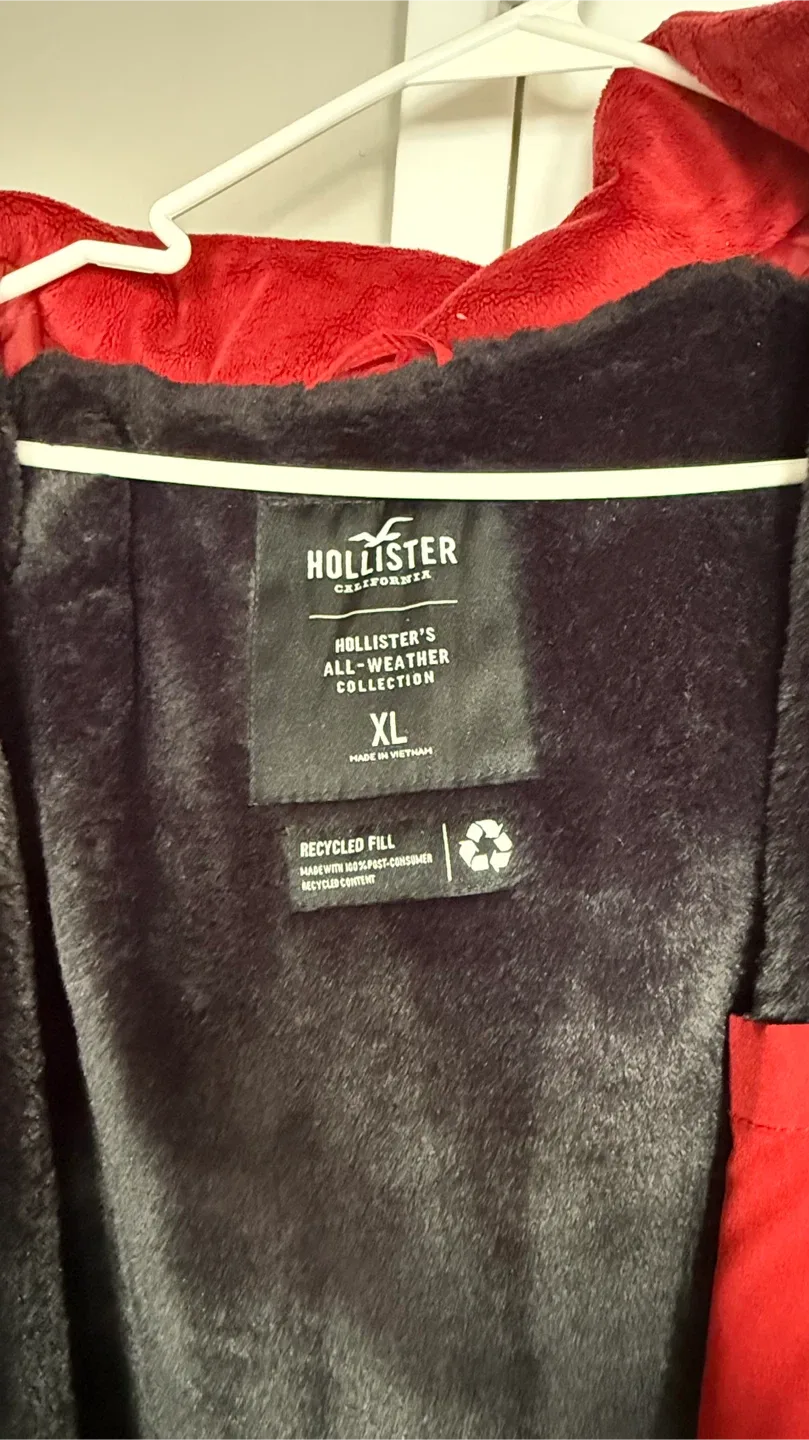 HOLLISTER
CALIFORNIA
HOLLISTER'S
ALL-WEATHER
COLLECTION
XL
MADE IN VIETNAM
RECYCLED FILL
MADE WITH 100% POST-CONSUMER
RECYCLED CONTENT